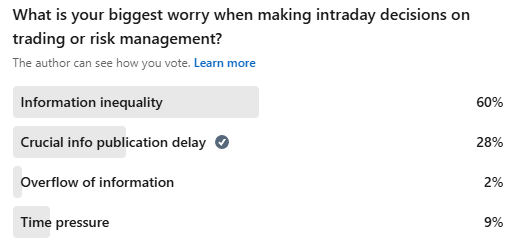 What is your biggest worry when making intraday decisions on
trading or risk management?
The author can see how you vote. Learn more
Information inequality 60%
Crucial info publication delay 28%
Overflow of information 2%
Time pressure 9%